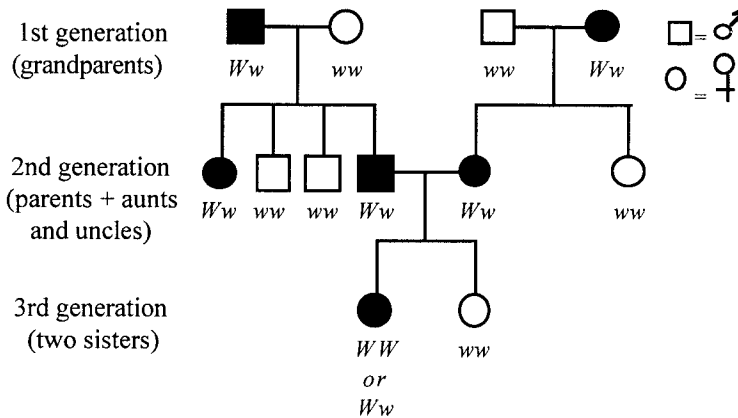 1st generation
(grandparents)
Ww ww ww Ww
= ♂
= ♀
2nd generation
(parents + aunts
and uncles)
Ww ww ww Ww Ww ww
3rd generation
(two sisters)
WW
or
Ww
ww